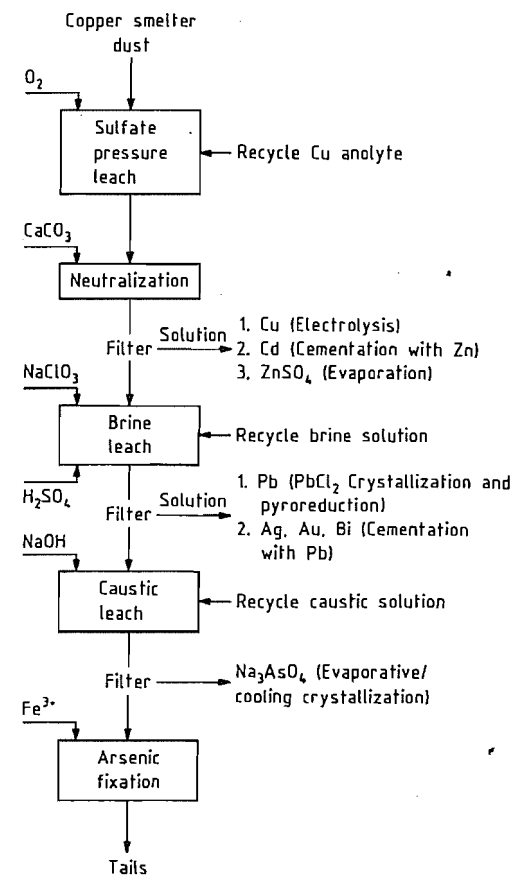 Copper smelter
dust
O₂
Sulfate
pressure
leach
Recycle Cu anolyte
CaCO₃
Neutralization
Filter
Solution
1. Cu (Electrolysis)
2. Cd (Cementation with Zn)
3. ZnSO₄ (Evaporation)
NaClO₃
Brine
leach
Recycle brine solution
H₂SO₄
Filter
Solution
1. Pb (PbCl₂ Crystallization and
pyroreduction)
2. Ag, Au, Bi (Cementation
with Pb)
NaOH
Caustic
leach
Recycle caustic solution
Filter
Na₃AsO₄ (Evaporative/
cooling crystallization)
Fe³⁺
Arsenic
fixation
Tails